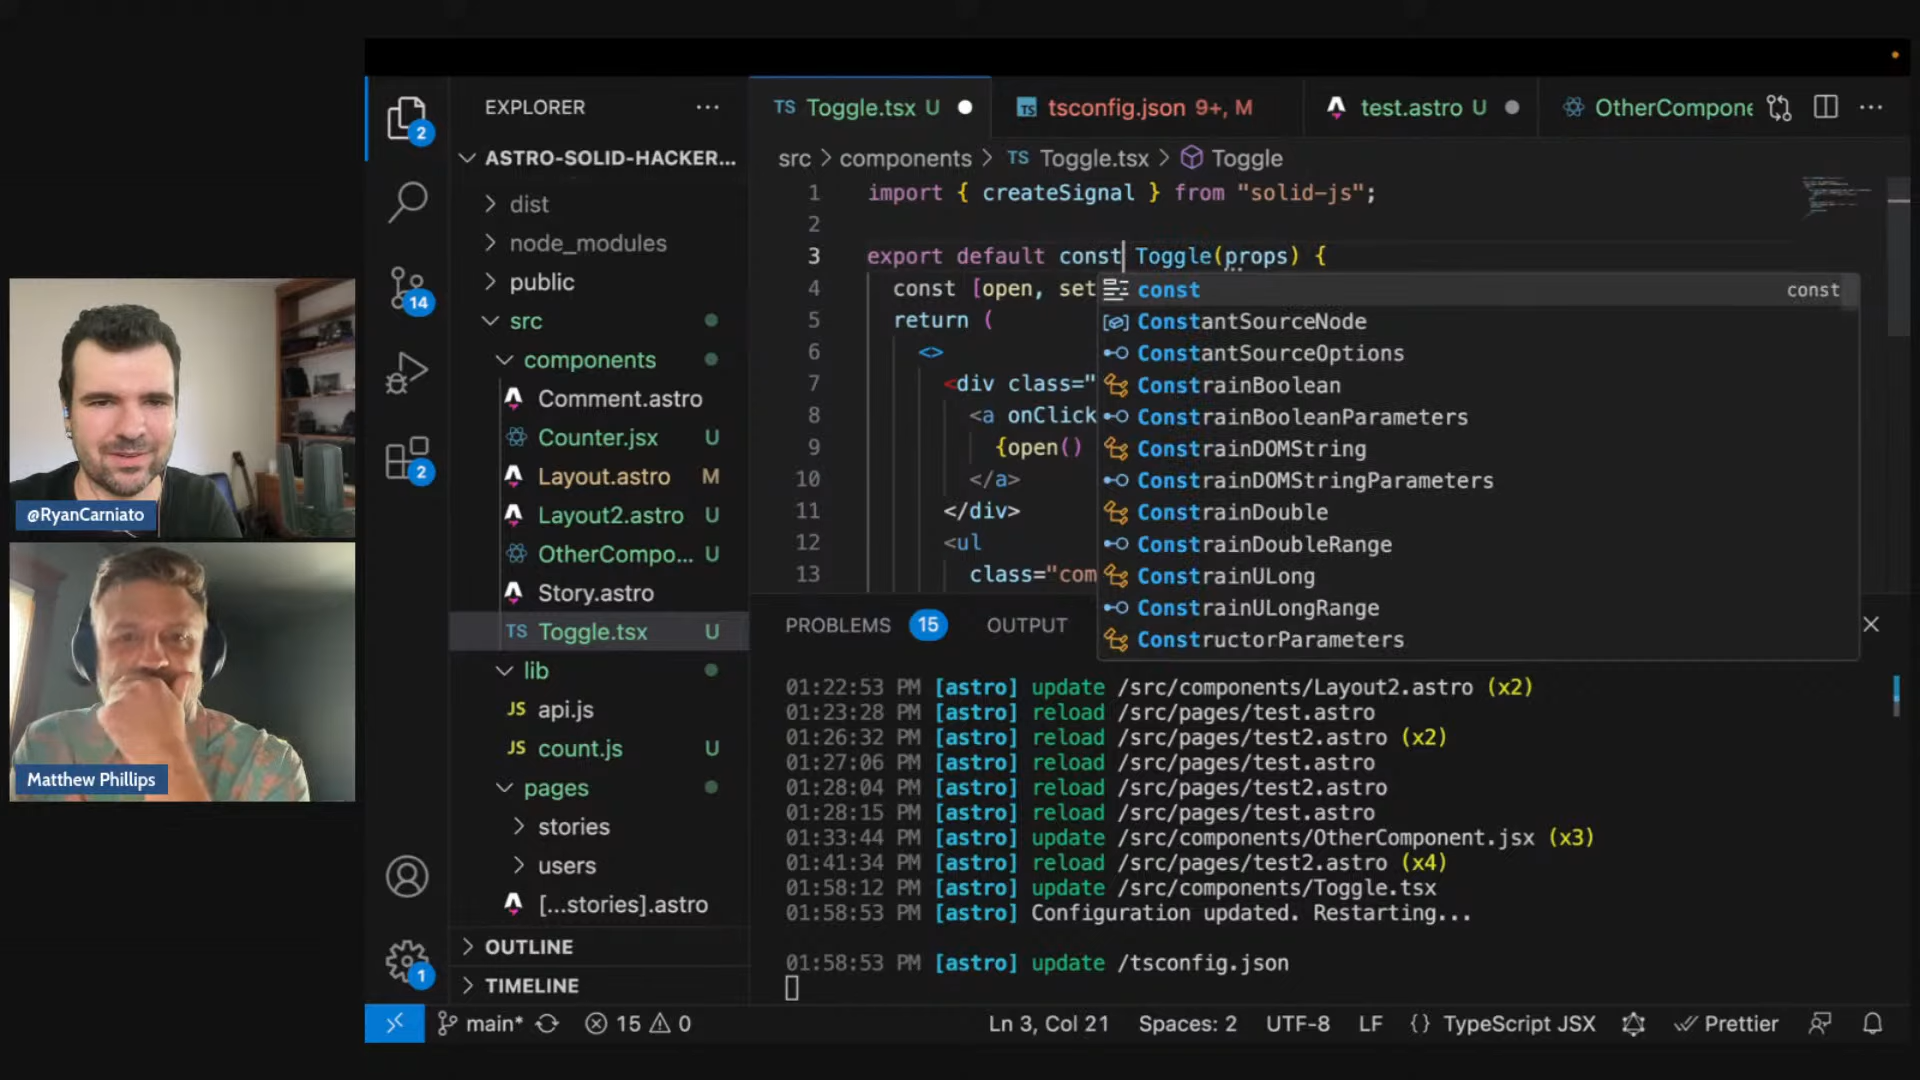 EXPLORER
ASTRO-SOLID-HACKER...
dist
node_modules
public
src
components
Comment.astro
Counter.jsx U
Layout.astro M
Layout2.astro U
OtherCompo... U
Story.astro
TS Toggle.tsx U
lib
JS api.js
JS count.js U
pages
stories
users
[...stories].astro
OUTLINE
TIMELINE
2
14
2
1
TS Toggle.tsx U
TS tsconfig.json 9+, M
test.astro U
OtherCompone
src > components > TS Toggle.tsx > Toggle
1 import { createSignal } from "solid-js";
2
3 export default const Toggle(props) {
4 const [open, set
5 return (
6 <>
7 <div class="
8 <a onClick
9 {open()
10 </a>
11 </div>
12 <ul
13 class="com
const const
ConstantSourceNode
ConstantSourceOptions
ConstrainBoolean
ConstrainBooleanParameters
ConstrainDOMString
ConstrainDOMStringParameters
ConstrainDouble
ConstrainDoubleRange
ConstrainULong
ConstrainULongRange
ConstructorParameters
PROBLEMS 15 OUTPUT
01:22:53 PM [astro] update /src/components/Layout2.astro (x2)
01:23:28 PM [astro] reload /src/pages/test.astro
01:26:32 PM [astro] reload /src/pages/test2.astro (x2)
01:27:06 PM [astro] reload /src/pages/test.astro
01:28:04 PM [astro] reload /src/pages/test2.astro
01:28:15 PM [astro] reload /src/pages/test.astro
01:33:44 PM [astro] update /src/components/OtherComponent.jsx (x3)
01:41:34 PM [astro] reload /src/pages/test2.astro (x4)
01:58:12 PM [astro] update /src/components/Toggle.tsx
01:58:53 PM [astro] Configuration updated. Restarting...
01:58:53 PM [astro] update /tsconfig.json
main* 15 0 Ln 3, Col 21 Spaces: 2 UTF-8 LF {} TypeScript JSX Prettier
@RyanCarniato
Matthew Phillips